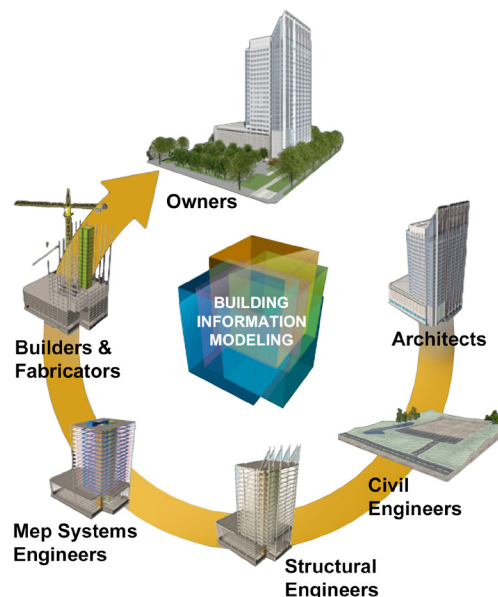 Owners
BUILDING
INFORMATION
MODELING
Architects
Builders &
Fabricators
Civil
Engineers
Mep Systems
Engineers
Structural
Engineers